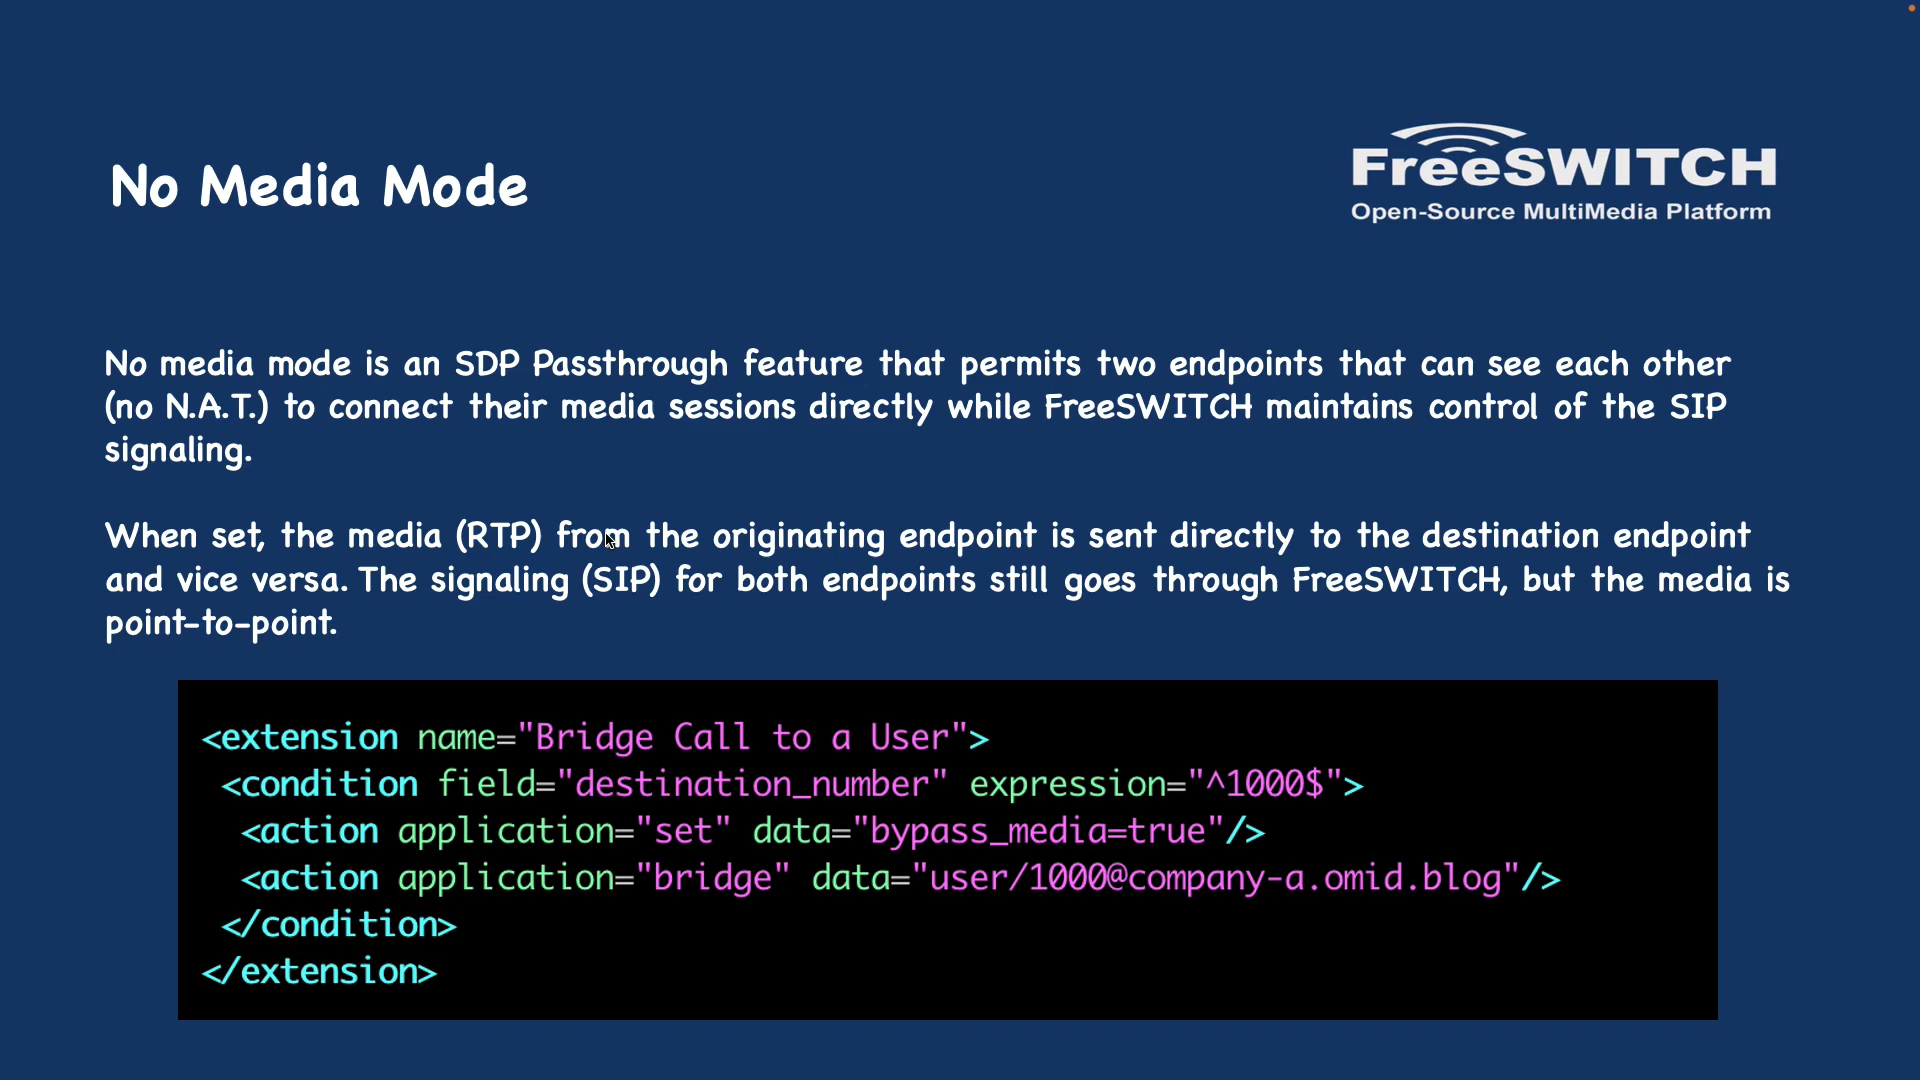 No Media Mode
FreeSWITCH
Open-Source MultiMedia Platform
No media mode is an SDP Passthrough feature that permits two endpoints that can see each other
(no N.A.T.) to connect their media sessions directly while FreeSWITCH maintains control of the SIP
signaling.
When set, the media (RTP) from the originating endpoint is sent directly to the destination endpoint
and vice versa. The signaling (SIP) for both endpoints still goes through FreeSWITCH, but the media is
point-to-point.
<extension name="Bridge Call to a User">
<condition field="destination_number" expression="^1000$">
<action application="set" data="bypass_media=true"/>
<action application="bridge" data="user/1000@company-a.omid.blog"/>
</condition>
</extension>